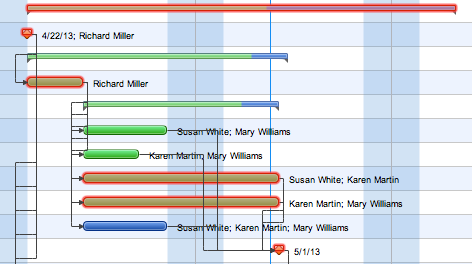 4/22/13; Richard Miller
Richard Miller
Susan White; Mary Williams
Karen Martin; Mary Williams
Susan White; Karen Martin
Karen Martin; Mary Williams
Susan White; Karen Martin; Mary Williams
5/1/13